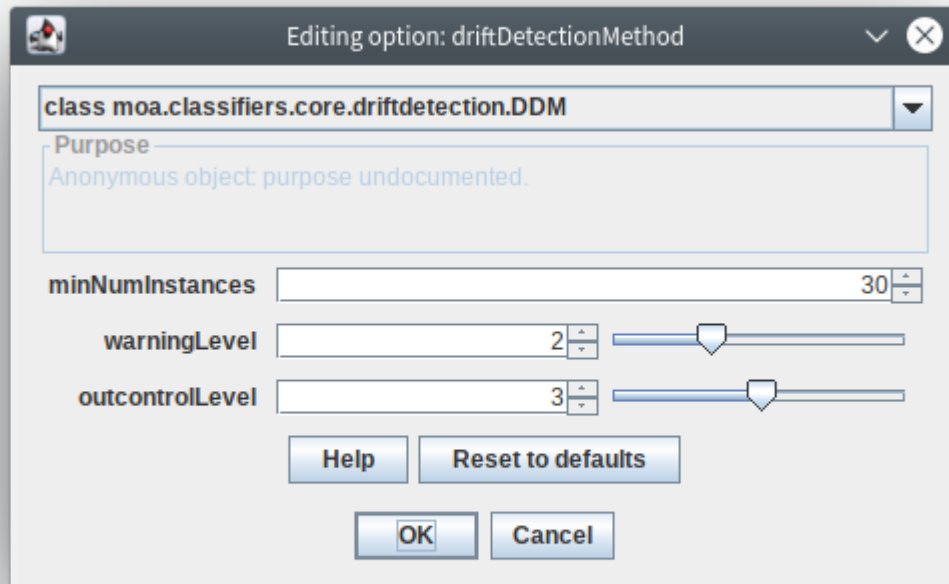 Editing option: driftDetectionMethod
class moa.classifiers.core.driftdetection.DDM
Purpose
Anonymous object: purpose undocumented.
minNumInstances 30
warningLevel 2
outcontrolLevel 3
Help Reset to defaults
OK Cancel